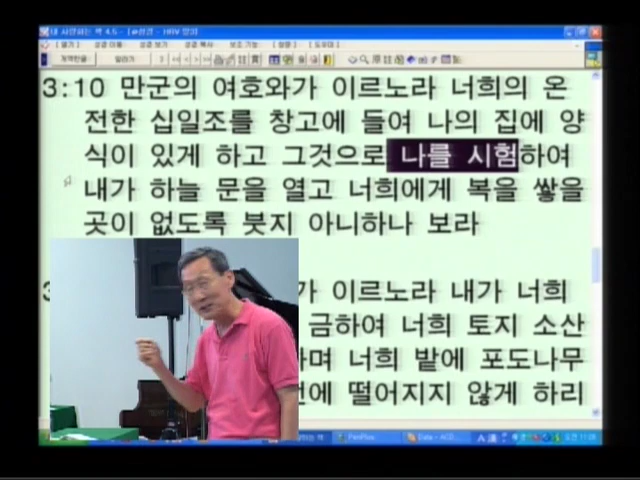 3:10 만군의 여호와가 이르노라 너희의 온
전한 십일조를 창고에 들여 나의 집에 양
식이 있게 하고 그것으로 나를 시험하여
내가 하늘 문을 열고 너희에게 복을 쌓을
곳이 없도록 붓지 아니하나 보라
가 이르노라 내가 너희
금하여 너희 토지 소산
며 너희 밭에 포도나무
전에 떨어지지 않게 하리